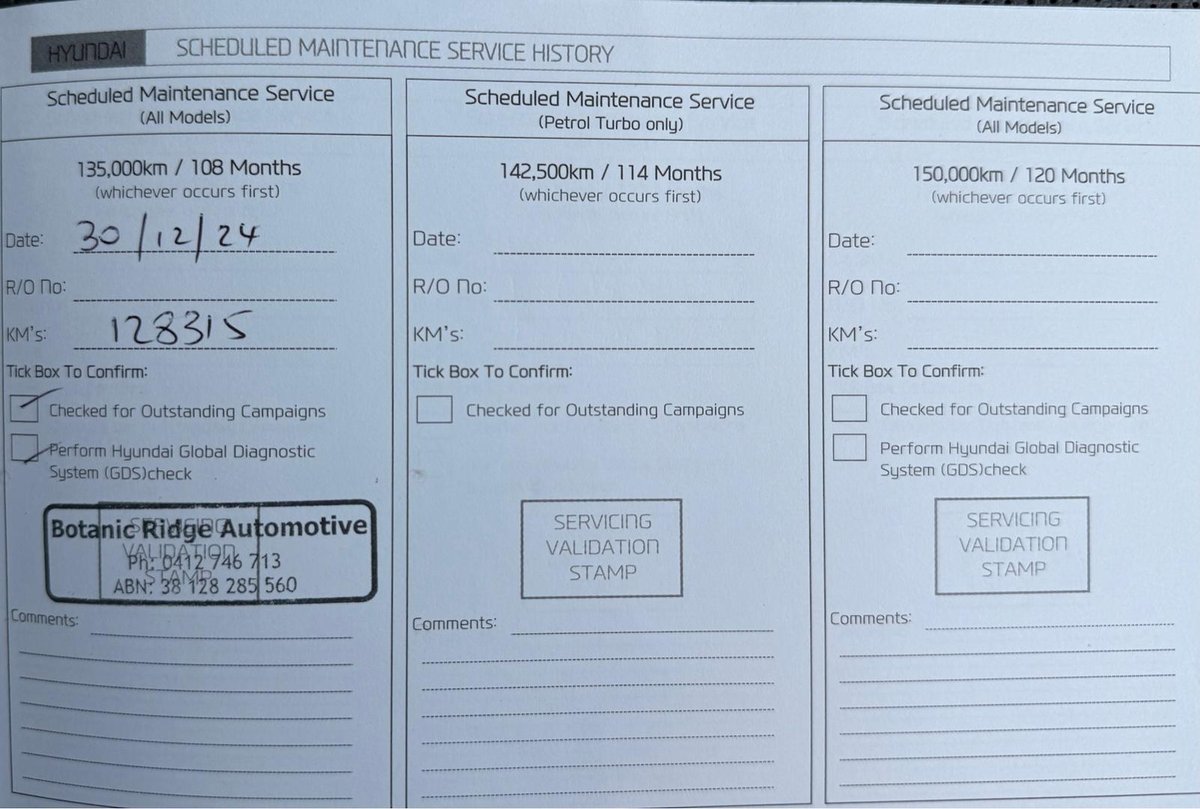 HYUNDAI
SCHEDULED MAINTENANCE SERVICE HISTORY
Scheduled Maintenance Service
(All Models)
135,000km / 108 Months
(whichever occurs first)
Date: 30/12/24
R/O No:
KM's: 128315
Tick Box To Confirm:
Checked for Outstanding Campaigns
Perform Hyundai Global Diagnostic
System (GDS)check
SERVICING
VALIDATION
STAMP
Botanic Ridge Automotive
Ph: 0412 746 713
ABN: 38 128 285 560
Comments:
Scheduled Maintenance Service
(Petrol Turbo only)
142,500km / 114 Months
(whichever occurs first)
Date:
R/O No:
KM's:
Tick Box To Confirm:
Checked for Outstanding Campaigns
SERVICING
VALIDATION
STAMP
Comments:
Scheduled Maintenance Service
(All Models)
150,000km / 120 Months
(whichever occurs first)
Date:
R/O No:
KM's:
Tick Box To Confirm:
Checked for Outstanding Campaigns
Perform Hyundai Global Diagnostic
System (GDS)check
SERVICING
VALIDATION
STAMP
Comments: